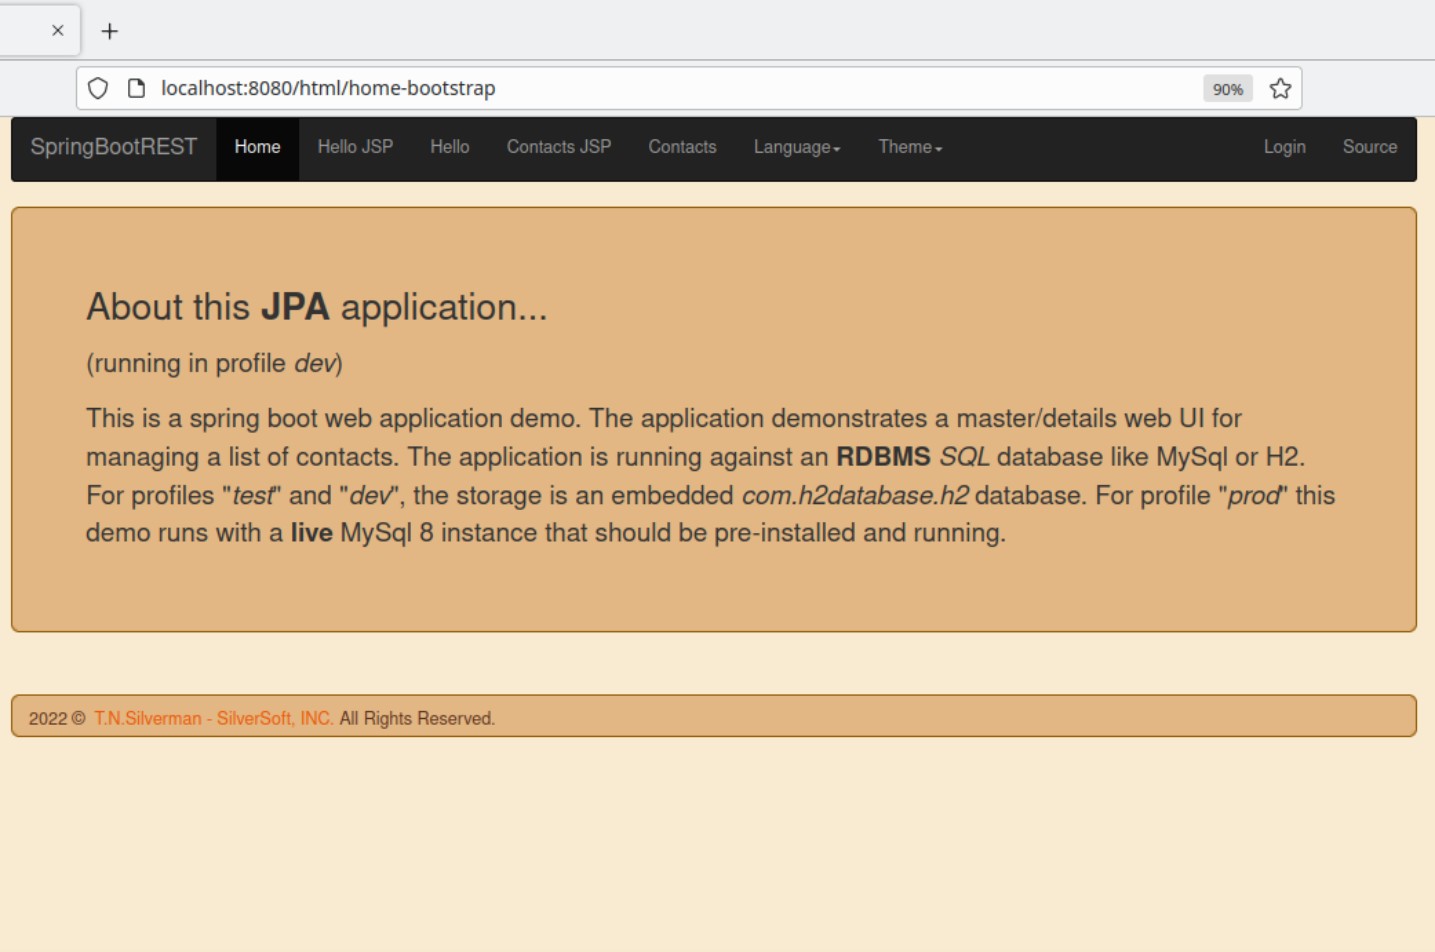 localhost:8080/html/home-bootstrap 90%
SpringBootREST Home Hello JSP Hello Contacts JSP Contacts Language Theme Login Source
About this JPA application...
(running in profile dev)
This is a spring boot web application demo. The application demonstrates a master/details web UI for
managing a list of contacts. The application is running against an RDBMS SQL database like MySql or H2.
For profiles "test" and "dev", the storage is an embedded com.h2database.h2 database. For profile "prod" this
demo runs with a live MySql 8 instance that should be pre-installed and running.
2022 © T.N.Silverman - SilverSoft, INC. All Rights Reserved.